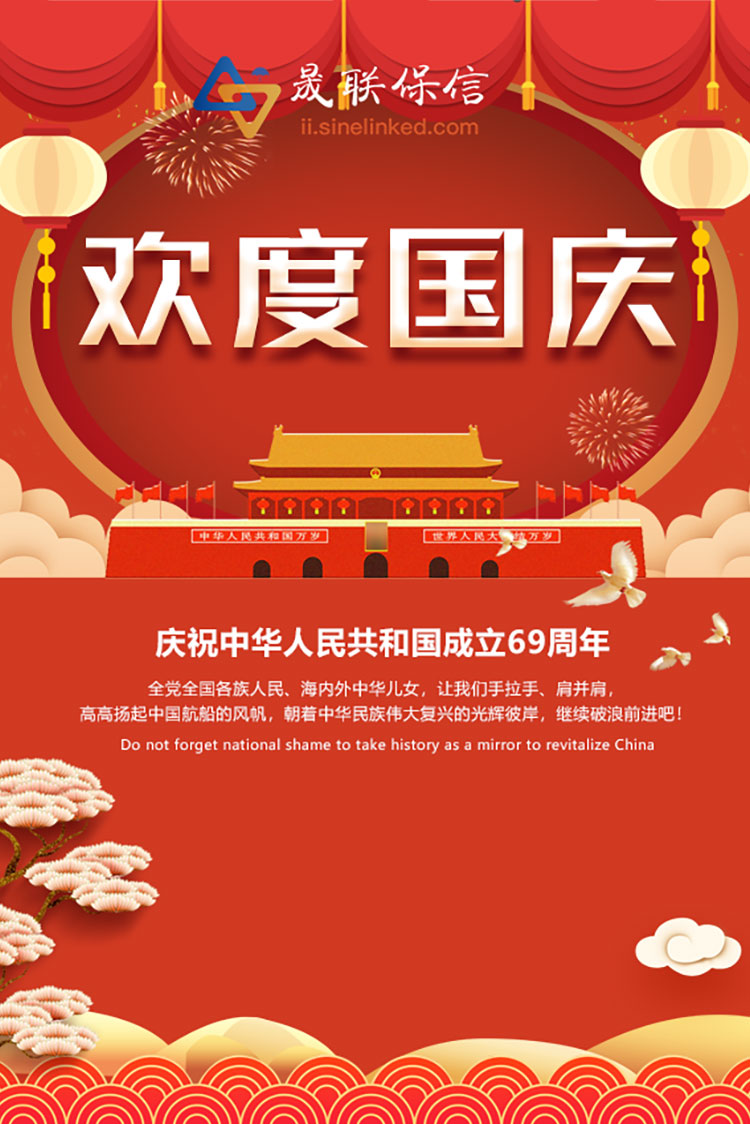 晟联保信
ii.sinelinked.com
欢度国庆
中华人民共和国万岁
世界人民大 结万岁
庆祝中华人民共和国成立69周年
全党全国各族人民、海内外中华儿女，让我们手拉手、肩并肩，
高高扬起中国航船的风帆，朝着中华民族伟大复兴的光辉彼岸，继续破浪前进吧！
Do not forget national shame to take history as a mirror to revitalize China